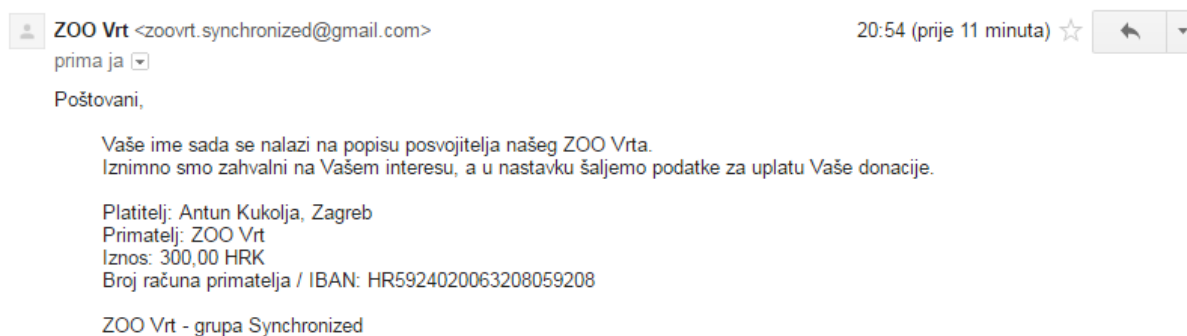 ZOO Vrt <zoovrt.synchronized@gmail.com> 20:54 (prije 11 minuta)
prima ja
Poštovani,
Vaše ime sada se nalazi na popisu posvojitelja našeg ZOO Vrta.
Iznimno smo zahvalni na Vašem interesu, a u nastavku šaljemo podatke za uplatu Vaše donacije.
Platitelj: Antun Kukolja, Zagreb
Primatelj: ZOO Vrt
Iznos: 300,00 HRK
Broj računa primatelja / IBAN: HR5924020063208059208
ZOO Vrt - grupa Synchronized